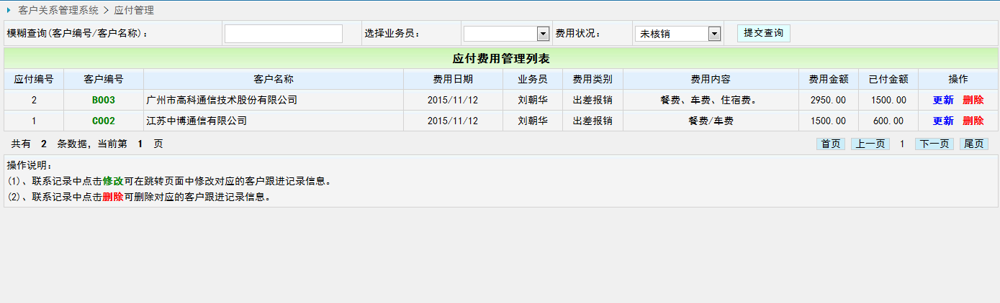 客户关系管理系统 > 应付管理
模糊查询(客户编号/客户名称): 选择业务员: 费用状况: 未核销 提交查询
应付费用管理列表
应付编号 客户编号 客户名称 费用日期 业务员 费用类别 费用内容 费用金额 已付金额 操作
2 B003 广州市高科通信技术股份有限公司 2015/11/12 刘朝华 出差报销 餐费、车费、住宿费。 2950.00 1500.00 更新 删除
1 C002 江苏中博通信有限公司 2015/11/12 刘朝华 出差报销 餐费/车费 1500.00 600.00 更新 删除
共有 2 条数据, 当前第 1 页 首页 上一页 1 下一页 尾页
操作说明:
(1)、联系记录中点击修改可在跳转页面中修改对应的客户跟进记录信息。
(2)、联系记录中点击删除可删除对应的客户跟进记录信息。